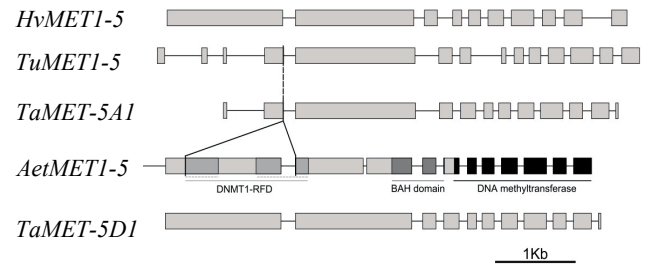 HvMET1-5
TuMET1-5
TaMET-5A1
AetMET1-5
DNMT1-RFD BAH domain DNA methyltransferase
TaMET-5D1
1Kb